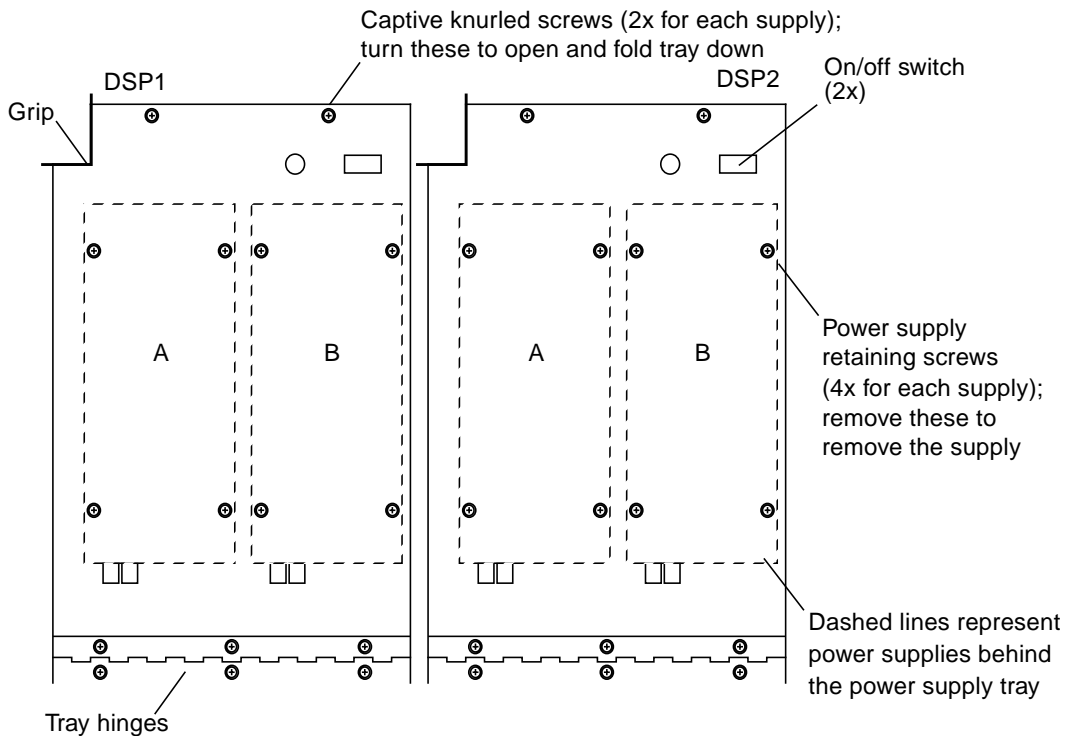 Captive knurled screws (2x for each supply);
turn these to open and fold tray down
DSP1
DSP2
On/off switch
(2x)
Grip
A
B
A
B
Power supply
retaining screws
(4x for each supply);
remove these to
remove the supply
Dashed lines represent
power supplies behind
the power supply tray
Tray hinges